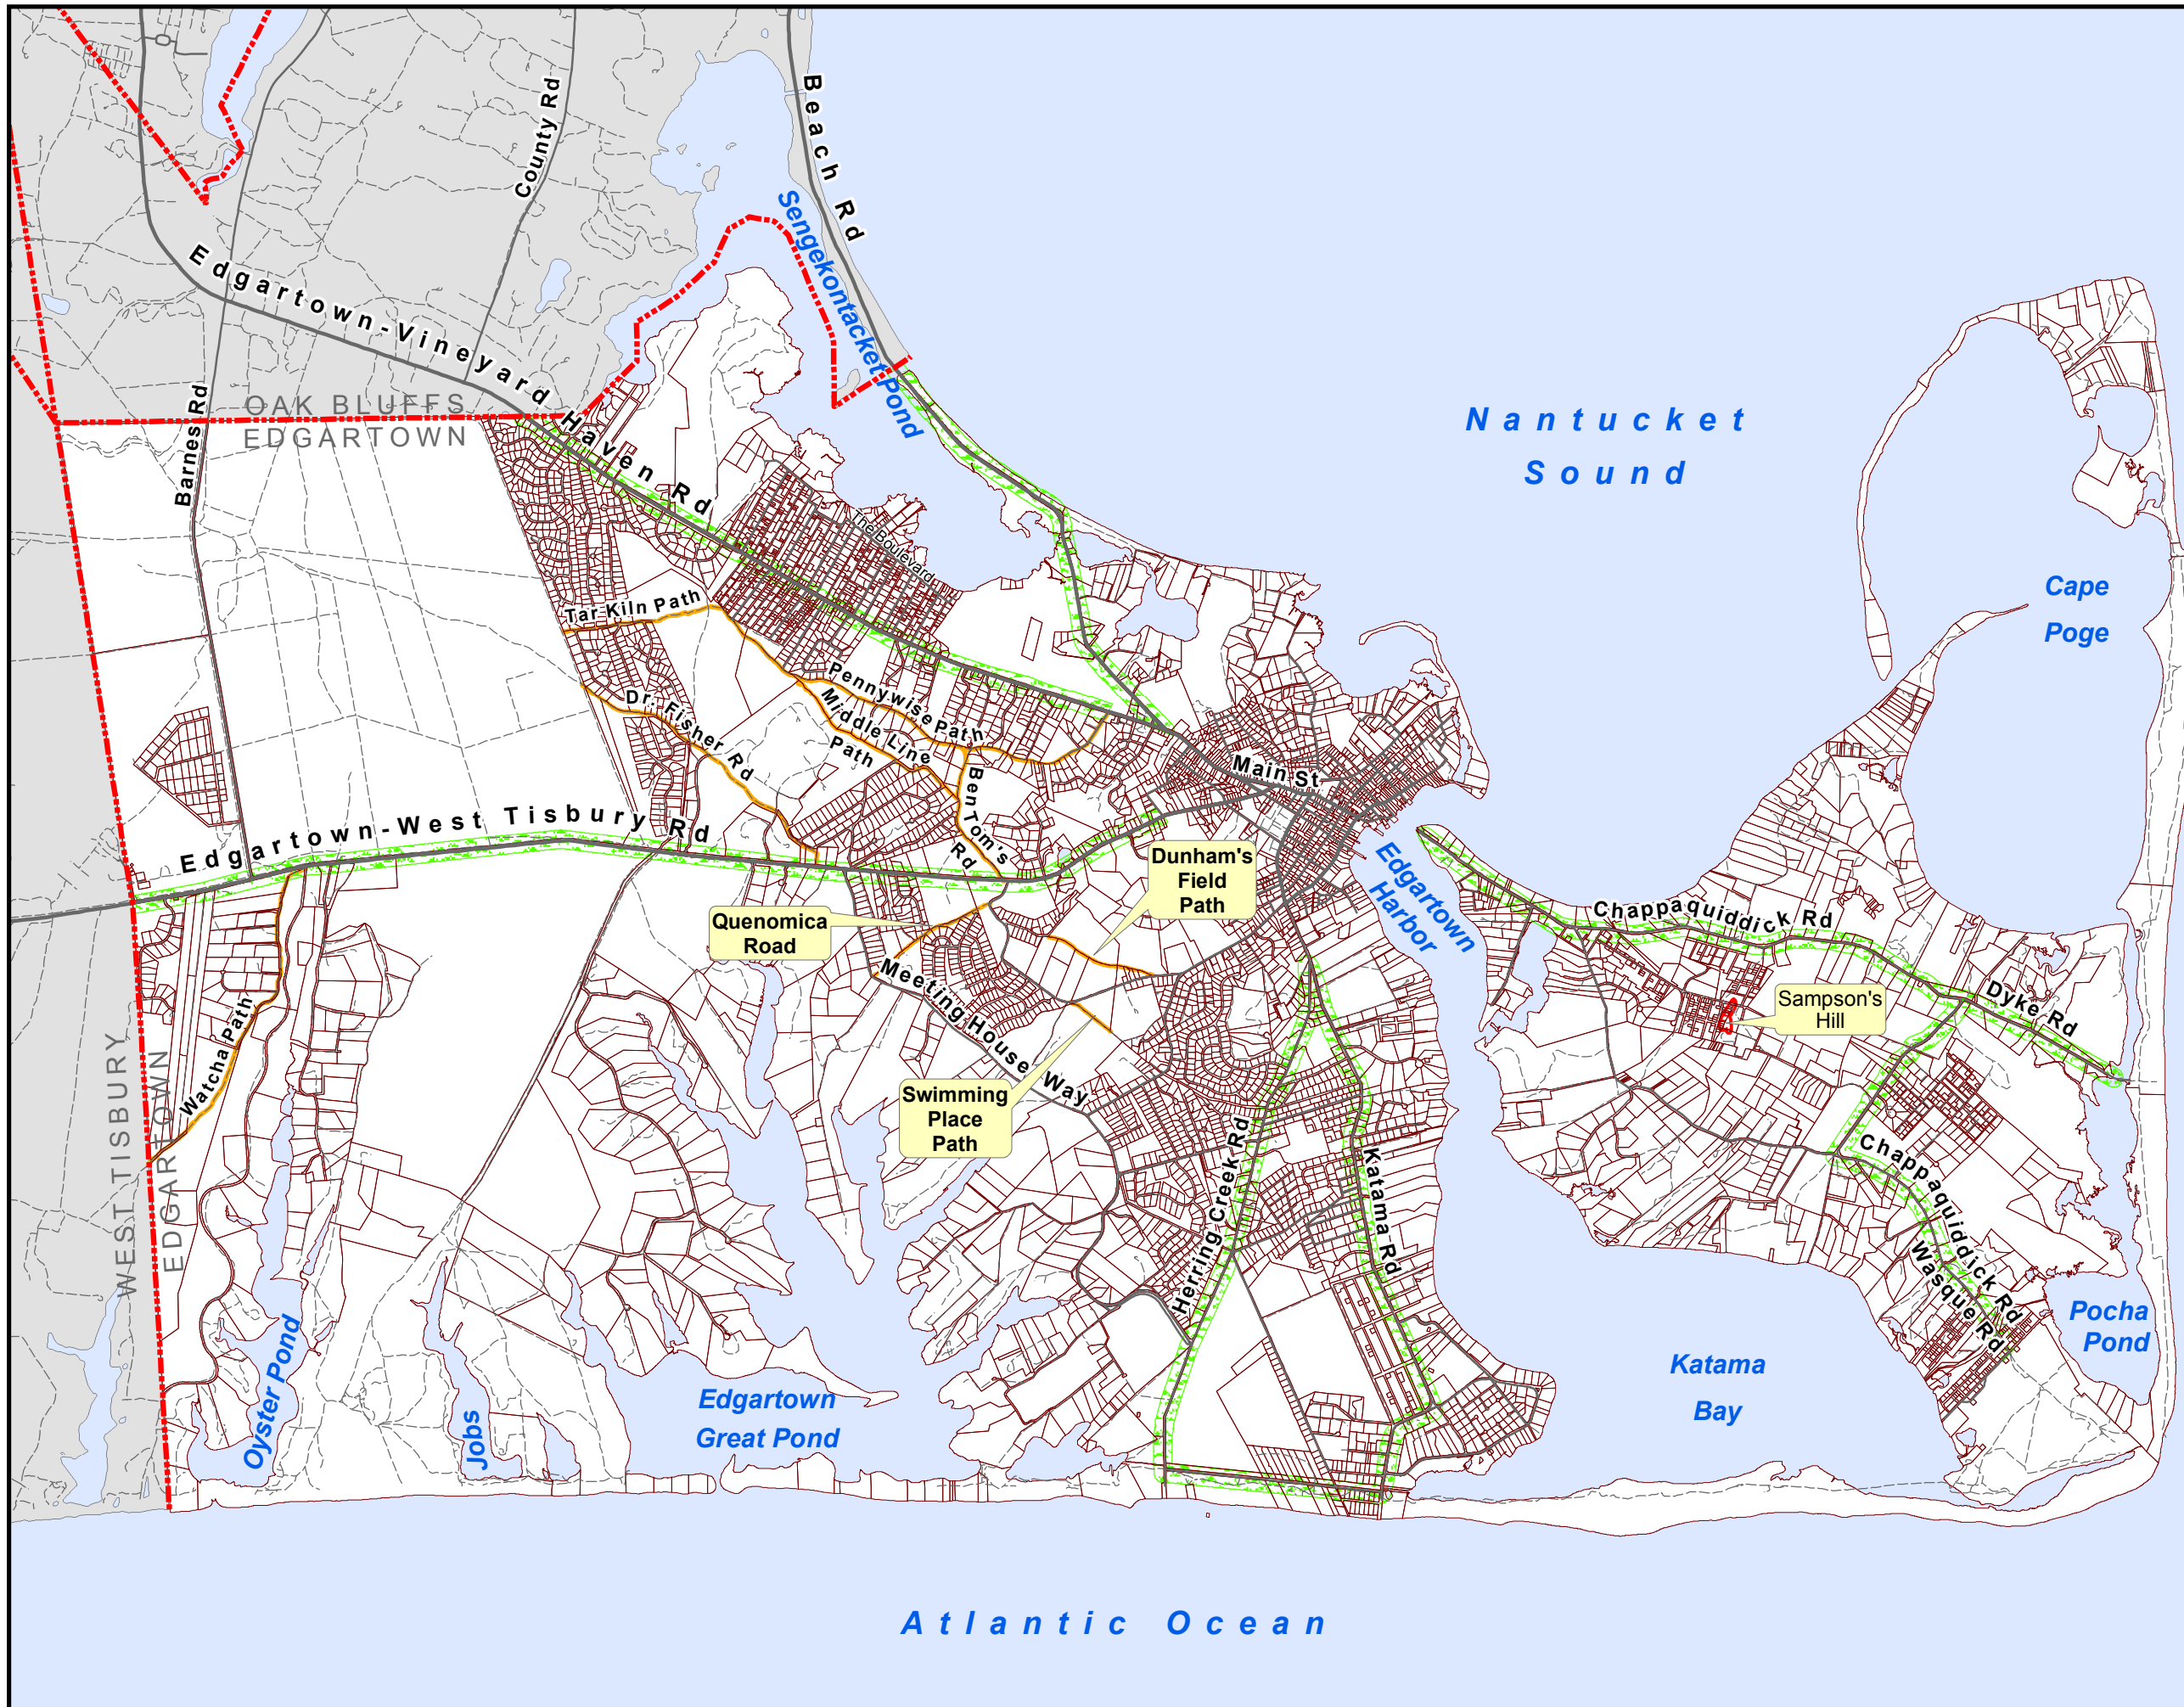 Beach Rd
County Rd
Sengekontacket Pond
Edgartown-Vineyard Haven Rd
Barnes Rd
OAK BLUFFS
EDGARTOWN
Nantucket
Sound
The Boulevard
Cape
Poge
Tar Kiln Path
Pennywise Path
Dr. Fisher Rd
Middle Line
Path
Ben Tom's
Rd
Main St
Edgartown-West Tisbury Rd
Dunham's
Field
Path
Edgartown
Harbor
Quenomica
Road
Chappaquiddick Rd
Meeting House Way
Sampson's
Hill
Dyke Rd
Watcha Path
WEST TISBURY
EDGARTOWN
Swimming
Place
Path
Herring Creek Rd
Katama Rd
Chappaquiddick Rd
Wasque Rd
Pocha
Pond
Oyster Pond
Jobs
Edgartown
Great Pond
Katama
Bay
Atlantic Ocean